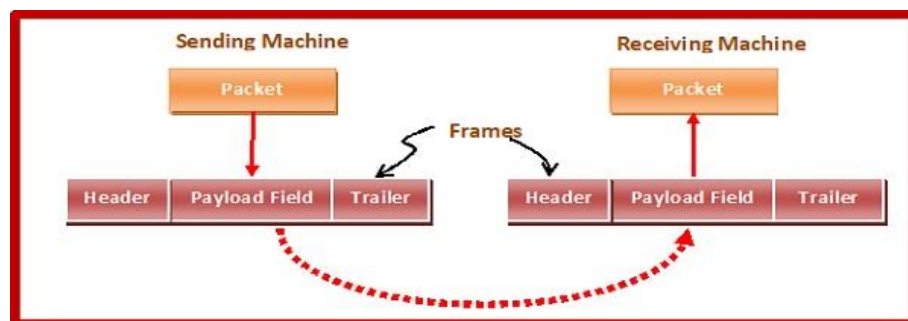 Sending Machine Receiving Machine
Packet Packet
Frames
Header Payload Field Trailer Header Payload Field Trailer